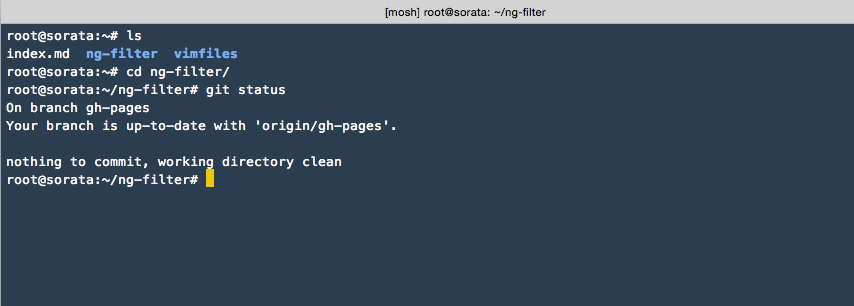 [mosh] root@sorata: ~/ng-filter
root@sorata:~# ls
index.md  ng-filter  vimfiles
root@sorata:~# cd ng-filter/
root@sorata:~/ng-filter# git status
On branch gh-pages
Your branch is up-to-date with 'origin/gh-pages'.
nothing to commit, working directory clean
root@sorata:~/ng-filter#